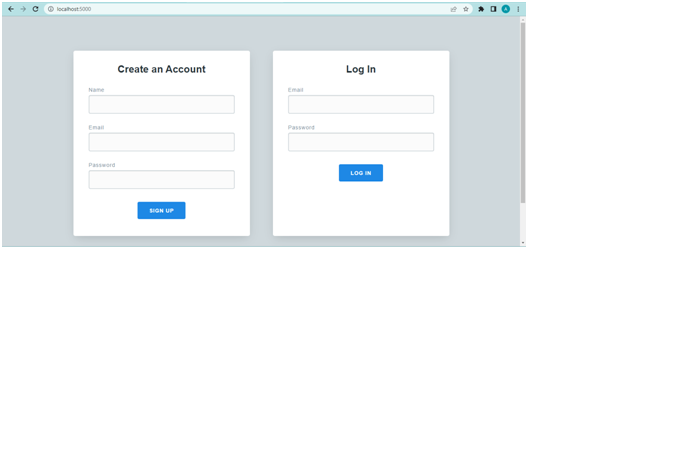 localhost:3000
A
Create an Account
Name
Email
Password
SIGN UP
Log In
Email
Password
LOG IN